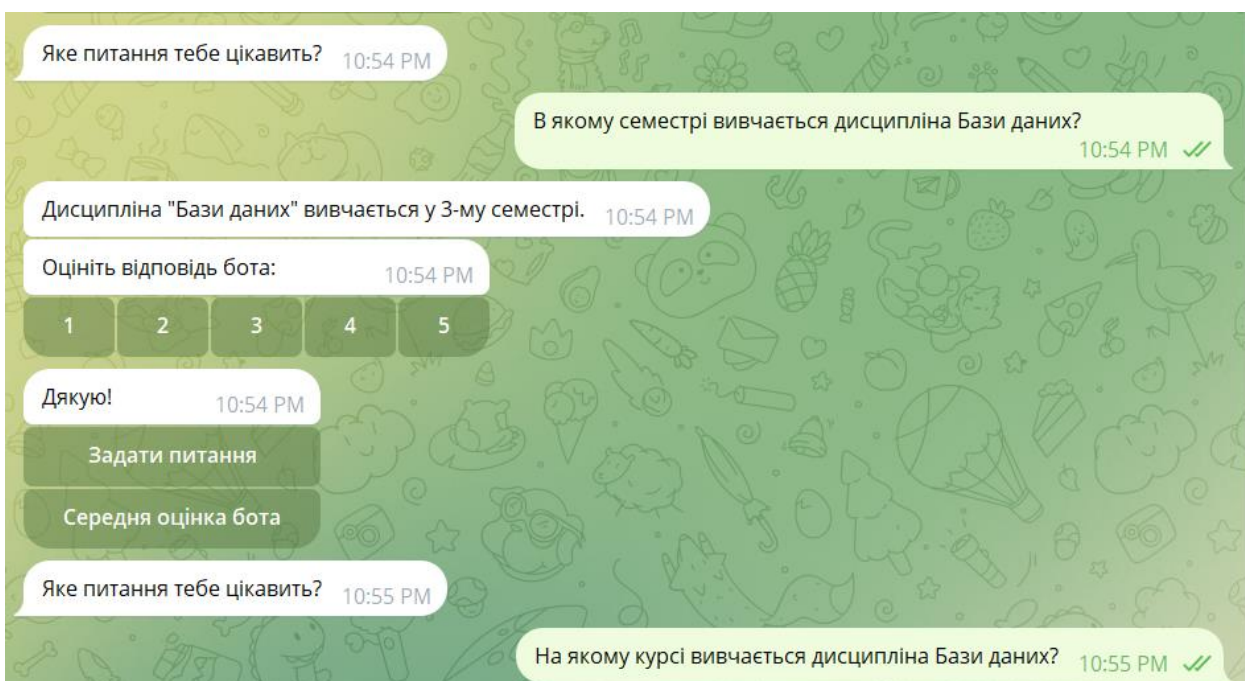 Яке питання тебе цікавить? 10:54 PM
В якому семестрі вивчається дисципліна Бази даних?
10:54 PM
Дисципліна "Бази даних" вивчається у 3-му семестрі. 10:54 PM
Оцініть відповідь бота: 10:54 PM
1 2 3 4 5
Дякую! 10:54 PM
Задати питання
Середня оцінка бота
Яке питання тебе цікавить? 10:55 PM
На якому курсі вивчається дисципліна Бази даних? 10:55 PM